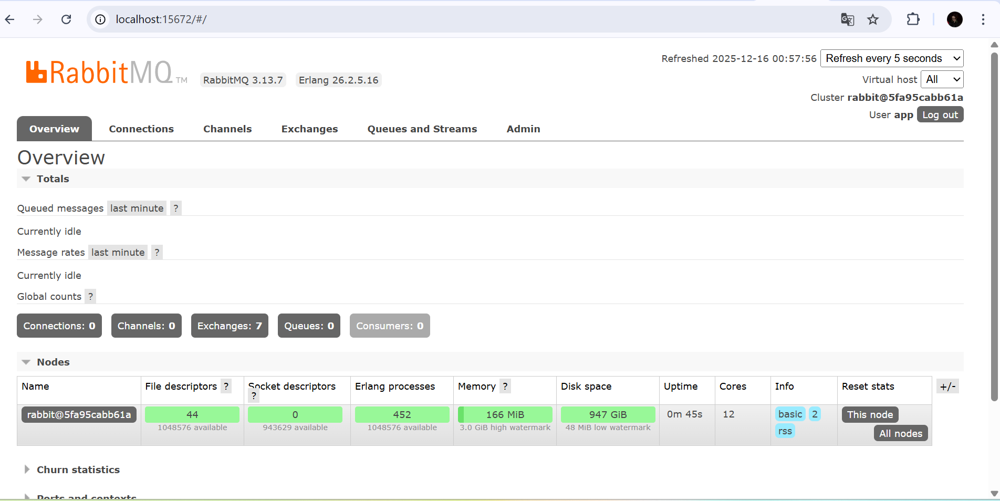 localhost:15672/#/
Refreshed 2025-12-16 00:57:56 Refresh every 5 seconds
RabbitMQ TM RabbitMQ 3.13.7 Erlang 26.2.5.16
Virtual host All
Cluster rabbit@5fa95cabb61a
User app Log out
Overview Connections Channels Exchanges Queues and Streams Admin
Overview
Totals
Queued messages last minute ?
Currently idle
Message rates last minute ?
Currently idle
Global counts ?
Connections: 0 Channels: 0 Exchanges: 7 Queues: 0 Consumers: 0
Nodes
Name File descriptors ? Socket descriptors ? Erlang processes Memory ? Disk space Uptime Cores Info Reset stats +/-
rabbit@5fa95cabb61a 44 0 452 166 MiB 947 GiB 0m 45s 12 basic 2 This node
1048576 available 943629 available 1048576 available 3.0 GiB high watermark 48 MiB low watermark rss All nodes
Churn statistics
Ports and contexts